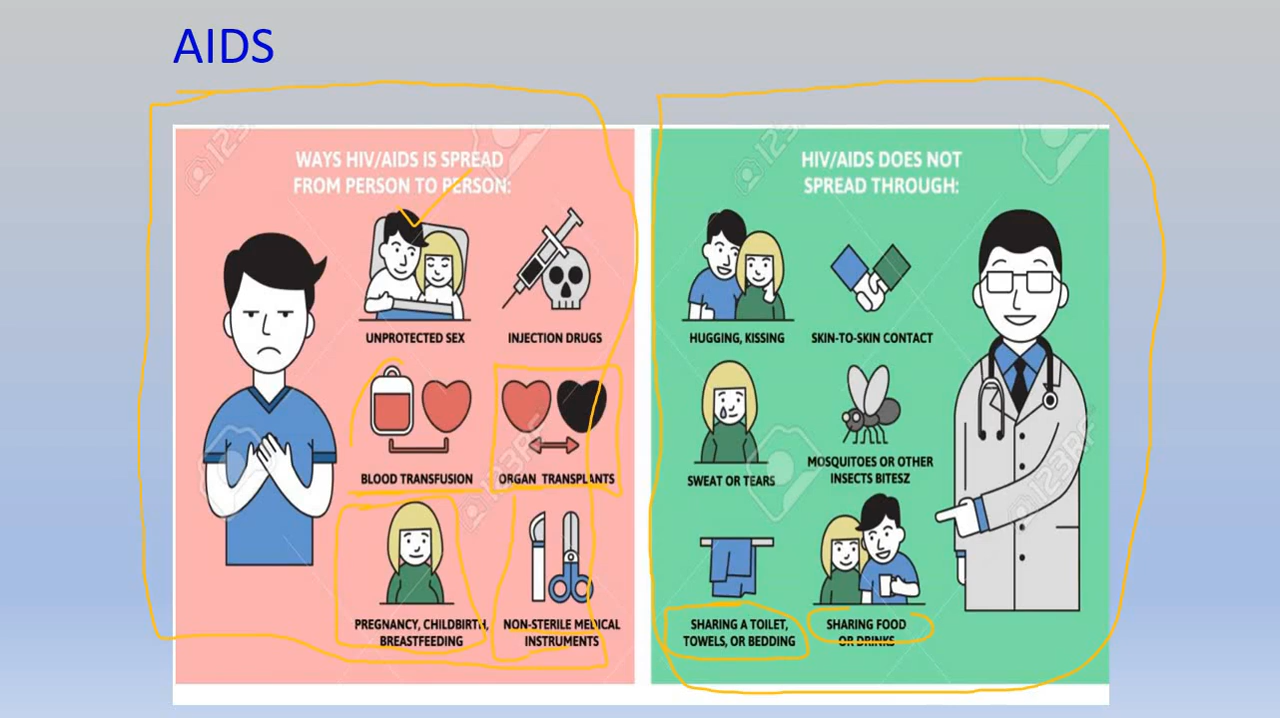 AIDS
WAYS HIV/AIDS IS SPREAD
FROM PERSON TO PERSON:
UNPROTECTED SEX
INJECTION DRUGS
BLOOD TRANSFUSION
ORGAN TRANSPLANTS
PREGNANCY, CHILDBIRTH,
BREASTFEEDING
NON-STERILE MEDICAL
INSTRUMENTS
HIV/AIDS DOES NOT
SPREAD THROUGH:
HUGGING, KISSING
SKIN-TO-SKIN CONTACT
SWEAT OR TEARS
MOSQUITOES OR OTHER
INSECTS BITESZ
SHARING A TOILET,
TOWELS, OR BEDDING
SHARING FOOD
OR DRINKS
123RF